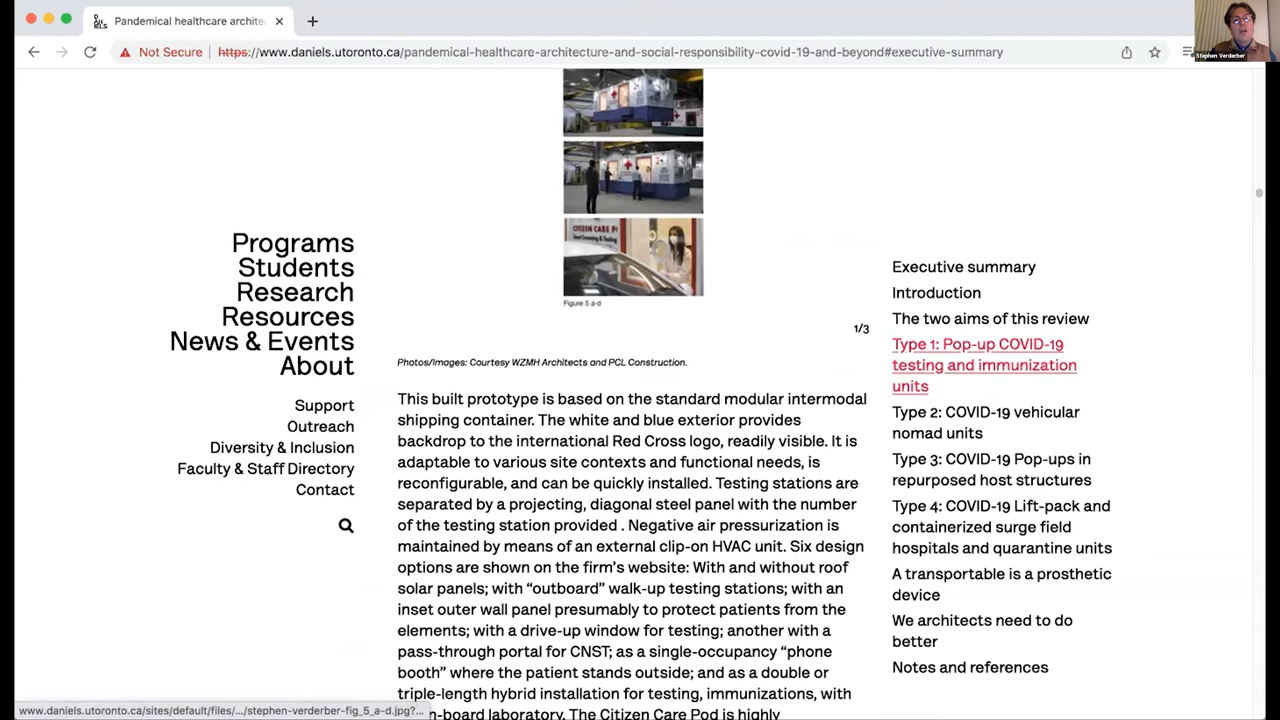 Pandemical healthcare archite
Not Secure
https://www.daniels.utoronto.ca/pandemical-healthcare-architecture-and-social-responsibility-covid-19-and-beyond#executive-summary
Stephen Verderber
Programs
Students
Research
Resources
News & Events
About
Support
Outreach
Diversity & Inclusion
Faculty & Staff Directory
Contact
CITIZEN CARE P
Figure 5 a-d
1/3
Photos/Images: Courtesy WZMH Architects and PCL Construction.
This built prototype is based on the standard modular intermodal
shipping container. The white and blue exterior provides
backdrop to the international Red Cross logo, readily visible. It is
adaptable to various site contexts and functional needs, is
reconfigurable, and can be quickly installed. Testing stations are
separated by a projecting, diagonal steel panel with the number
of the testing station provided . Negative air pressurization is
maintained by means of an external clip-on HVAC unit. Six design
options are shown on the firm's website: With and without roof
solar panels; with “outboard” walk-up testing stations; with an
inset outer wall panel presumably to protect patients from the
elements; with a drive-up window for testing; another with a
pass-through portal for CNST; as a single-occupancy “phone
booth” where the patient stands outside; and as a double or
triple-length hybrid installation for testing, immunizations, with
n-board laboratory. The Citizen Care Pod is highly
Executive summary
Introduction
The two aims of this review
Type 1: Pop-up COVID-19
testing and immunization
units
Type 2: COVID-19 vehicular
nomad units
Type 3: COVID-19 Pop-ups in
repurposed host structures
Type 4: COVID-19 Lift-pack and
containerized surge field
hospitals and quarantine units
A transportable is a prosthetic
device
We architects need to do
better
Notes and references
www.daniels.utoronto.ca/sites/default/files/.../stephen-verderber-fig_5_a-d.jpg?...